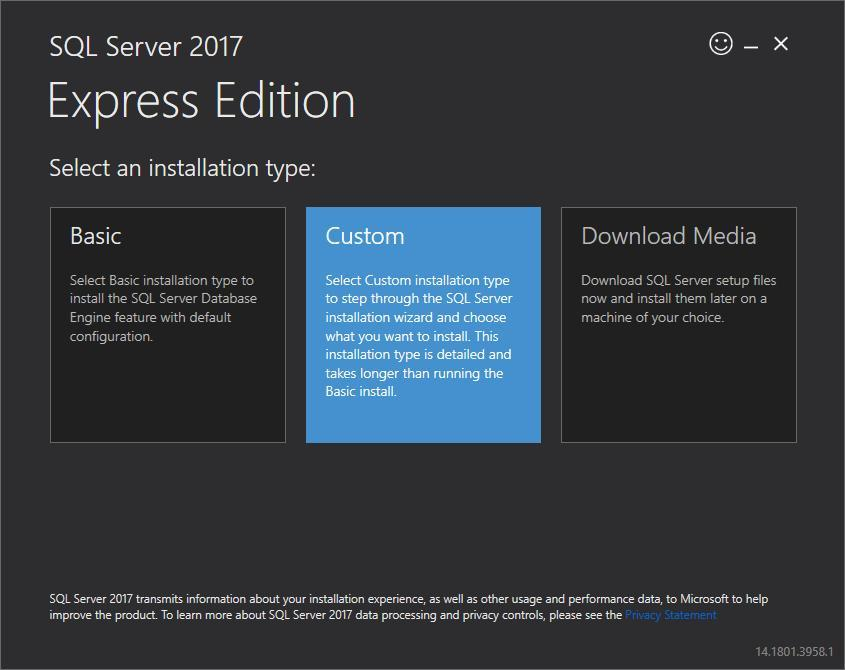 SQL Server 2017
Express Edition
Select an installation type:
Basic
Select Basic installation type to
install the SQL Server Database
Engine feature with default
configuration.
Custom
Select Custom installation type
to step through the SQL Server
installation wizard and choose
what you want to install. This
installation type is detailed and
takes longer than running the
Basic install.
Download Media
Download SQL Server setup files
now and install them later on a
machine of your choice.
SQL Server 2017 transmits information about your installation experience, as well as other usage and performance data, to Microsoft to help
improve the product. To learn more about SQL Server 2017 data processing and privacy controls, please see the Privacy Statement
14.1801.3958.1